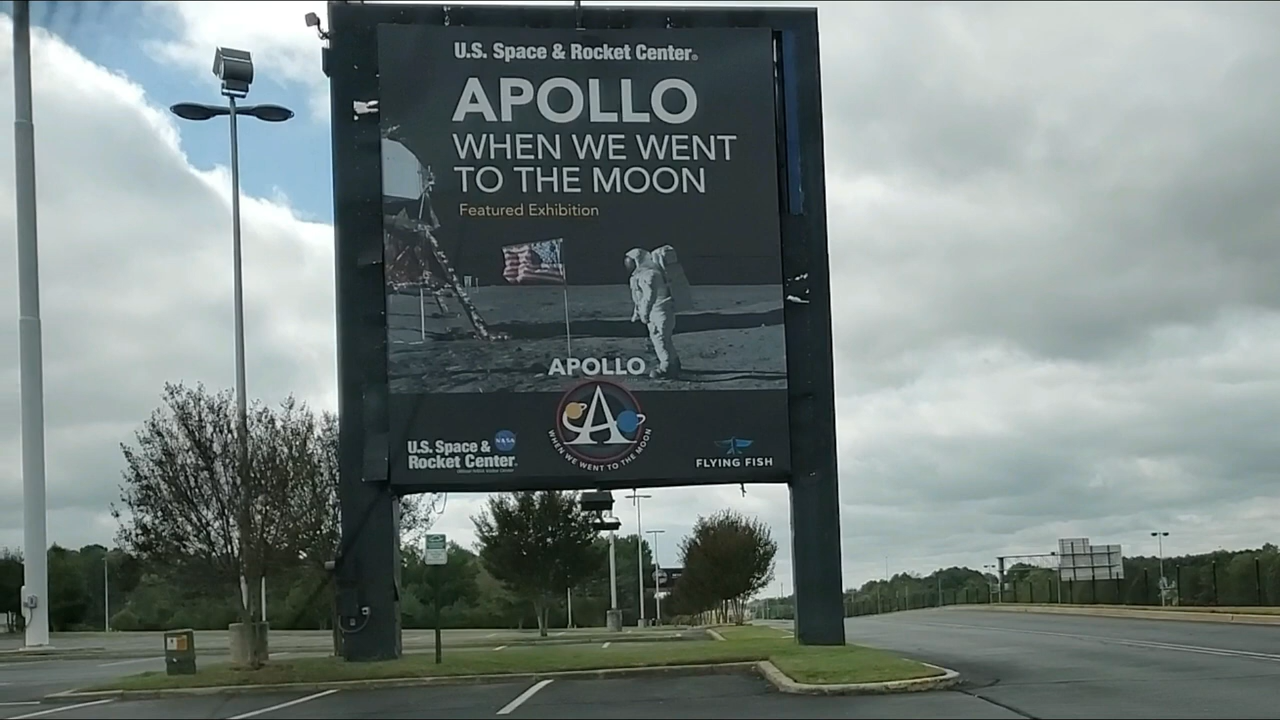 U.S. Space & Rocket Center®
APOLLO
WHEN WE WENT
TO THE MOON
Featured Exhibition
APOLLO
A
WHEN WE WENT TO THE MOON
U.S. Space &
NASA
Rocket Center®
FLYING FISH